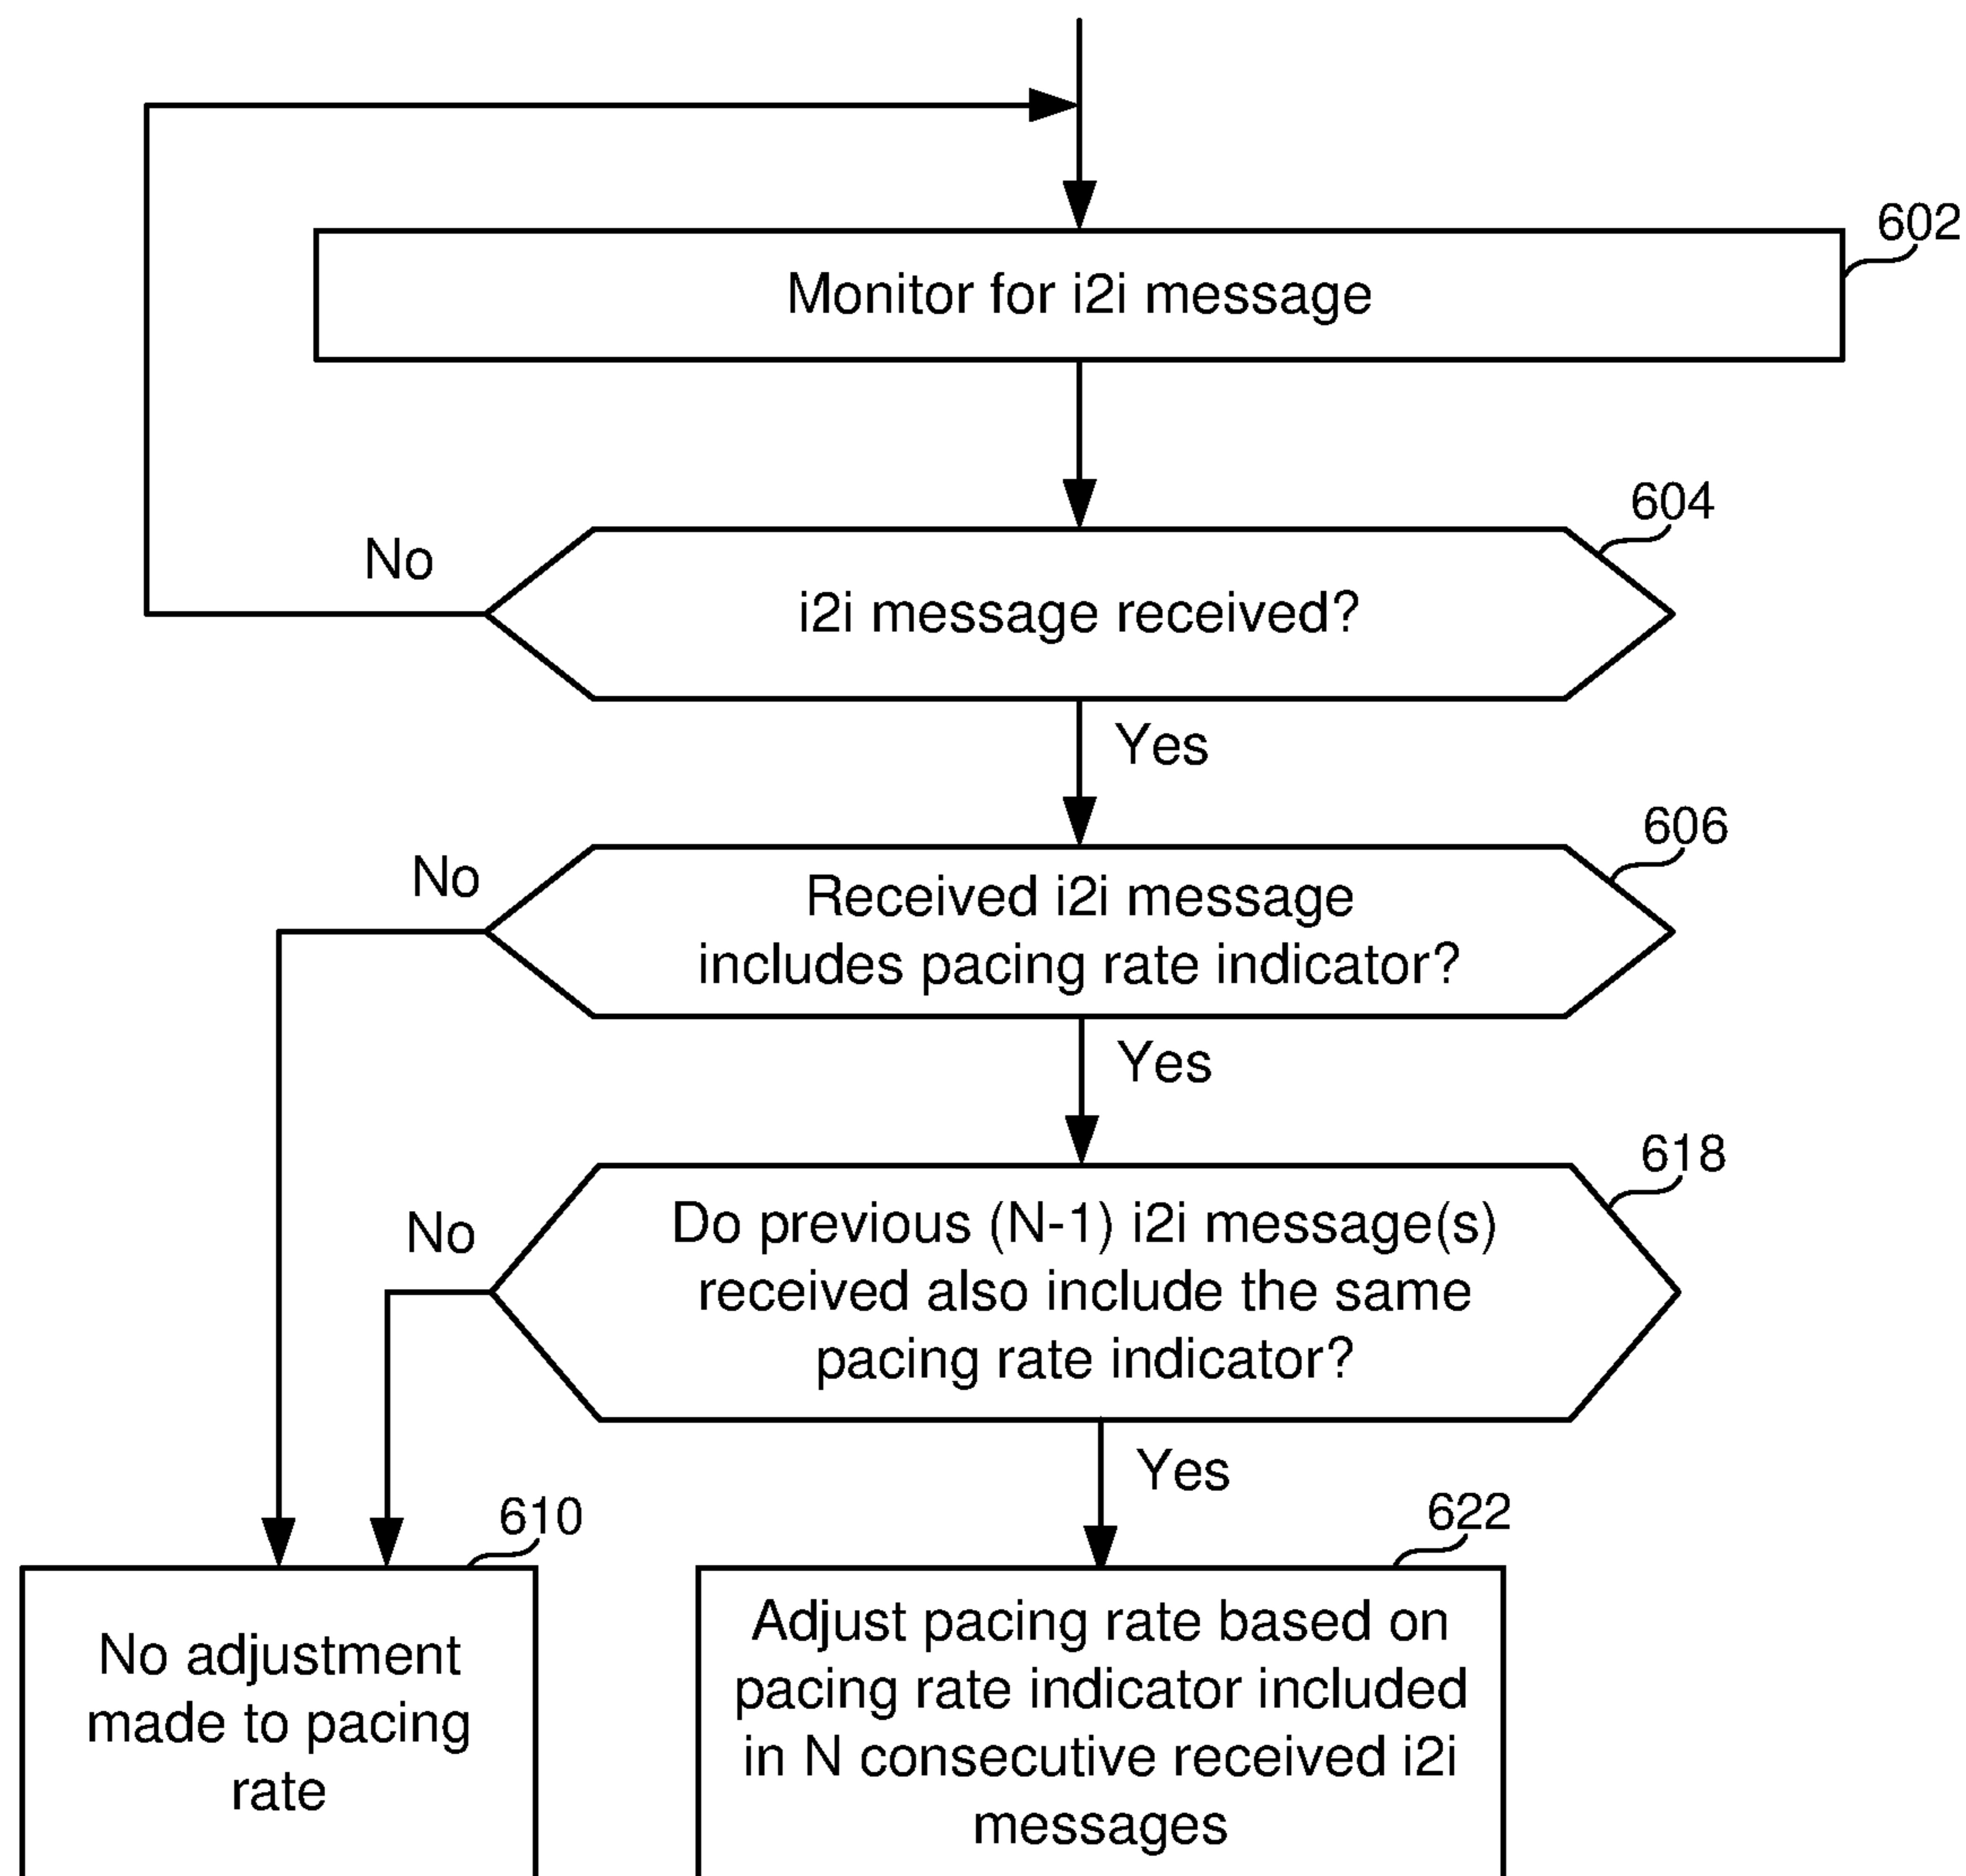 602
Monitor for i2i message
604
No
i2i message received?
Yes
606
No
Received i2i message
includes pacing rate indicator?
Yes
618
No
Do previous (N-1) i2i message(s)
received also include the same
pacing rate indicator?
Yes
610
622
No adjustment
made to pacing
rate
Adjust pacing rate based on
pacing rate indicator included
in N consecutive received i2i
messages